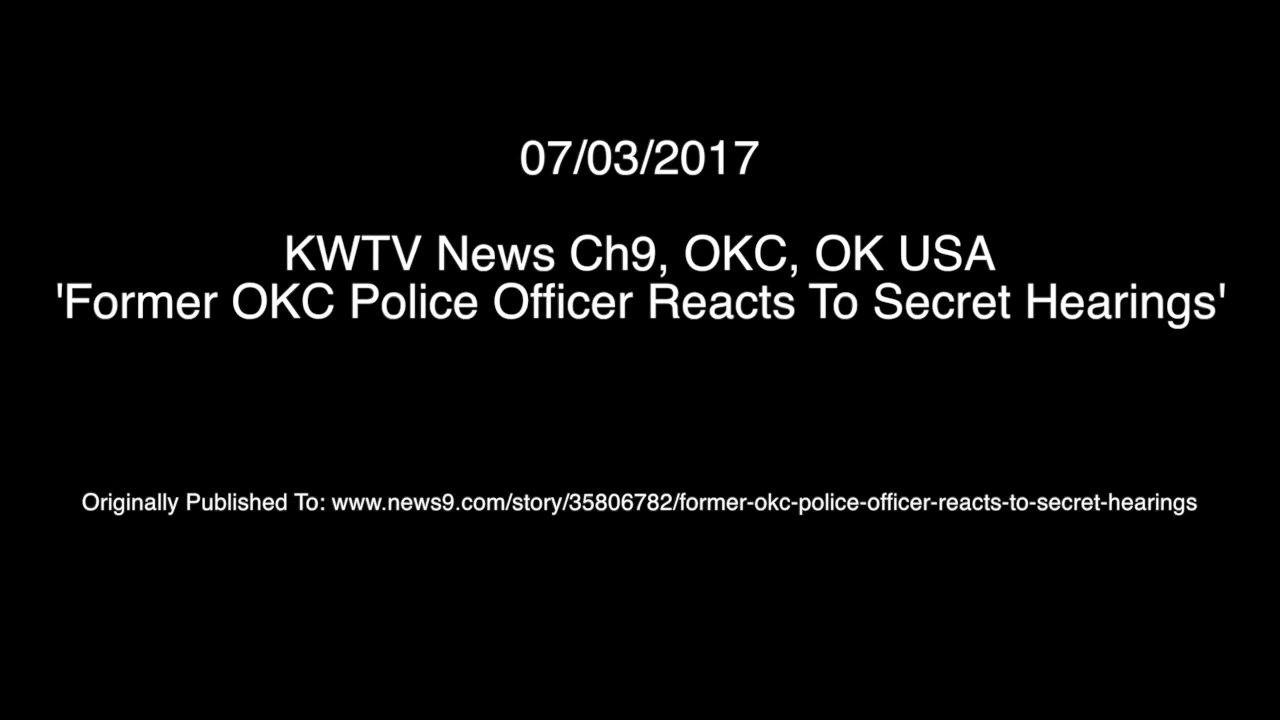 07/03/2017
KWTV News Ch9, OKC, OK USA
'Former OKC Police Officer Reacts To Secret Hearings'
Originally Published To: www.news9.com/story/35806782/former-okc-police-officer-reacts-to-secret-hearings